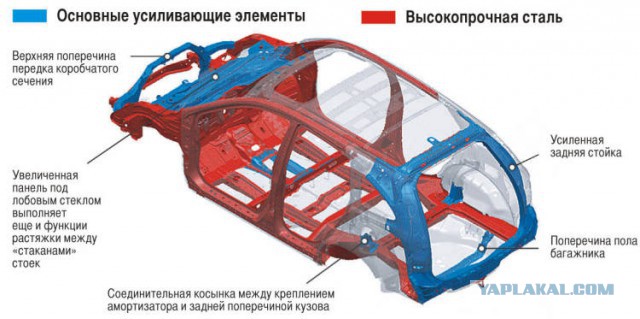 Основные усиливающие элементы
Высокопрочная сталь
Верхняя поперечина
передка коробчатого
сечения
Увеличенная
панель под
лобовым стеклом
выполняет
еще и функции
растяжки между
«стаканами»
стоек
Усиленная
задняя стойка
Поперечина пола
багажника
Соединительная косынка между креплением
амортизатора и задней поперечиной кузова
YAPLAKAL.COM